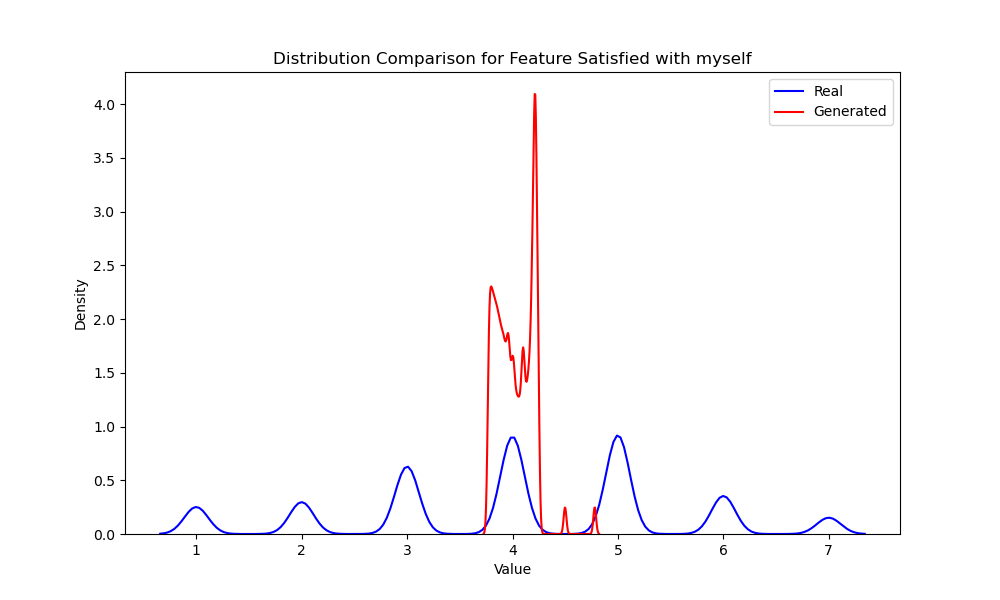 Distribution Comparison for Feature Satisfied with myself
Real
Generated
4.0
3.5
3.0
2.5
2.0
1.5
1.0
0.5
0.0
Density
1 2 3 4 5 6 7
Value